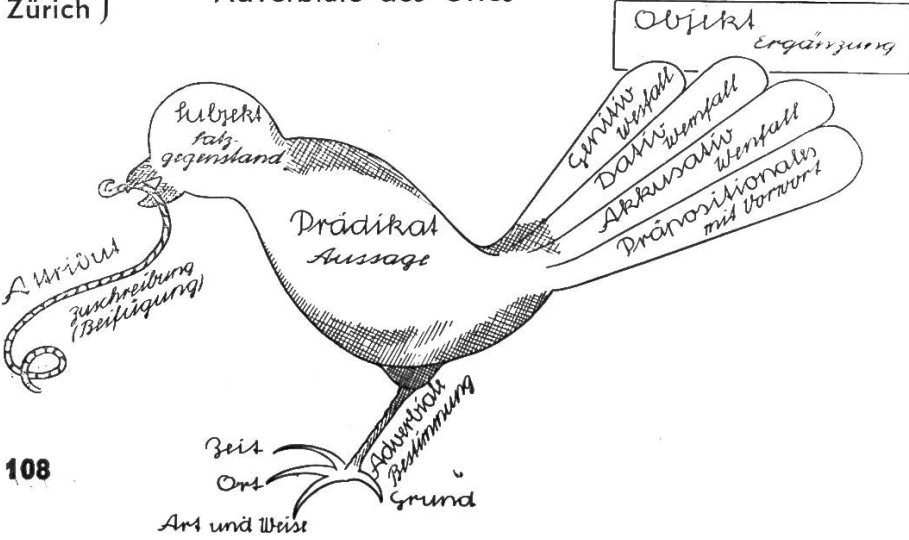 Zürich )
Adverbiale des Ortes
Objekt
Ergänzung
Subjekt
Satz-
gegenstand
Genitiv
Wesfall
Dativ
Wemfall
Akkusativ
Wenfall
Präpositionales
mit Vorwort
Prädikat
Aussage
Attribut
Zuschreibung
(Beifügung)
Adverbiale
Bestimmung
Zeit
Ort
Art und Weise
Grund
108